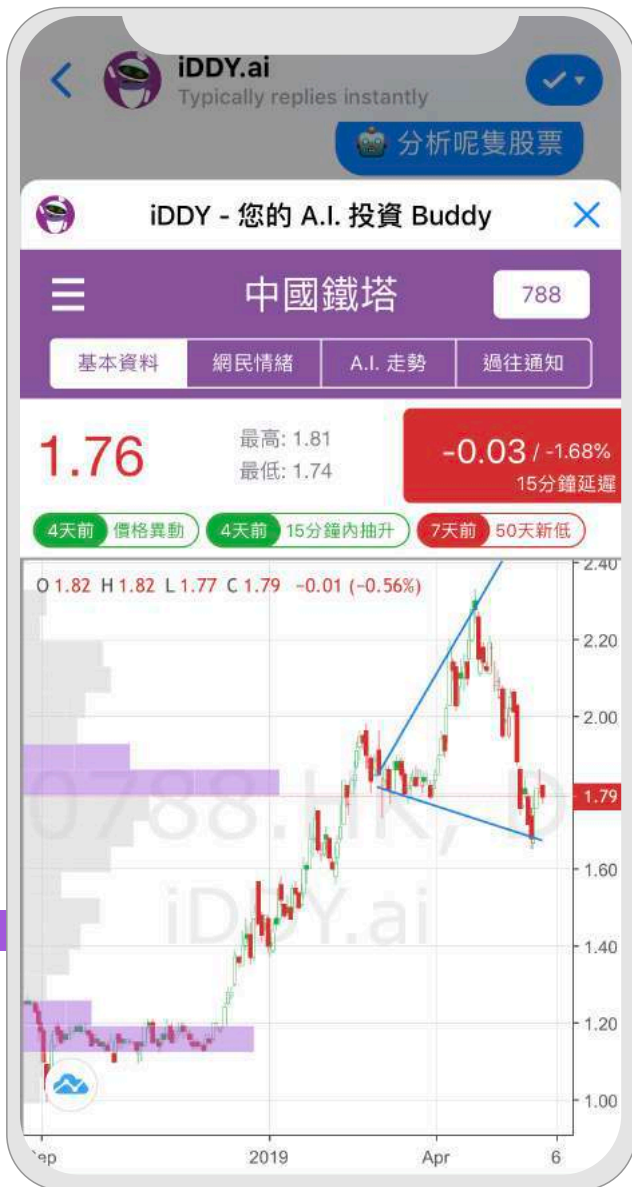 iDDY.ai
Typically replies instantly
分析呢隻股票
iDDY - 您的 A.I. 投資 Buddy
中國鐵塔
788
基本資料 網民情緒 A.I. 走勢 過往通知
1.76
最高: 1.81
最低: 1.74
-0.03 / -1.68%
15分鐘延遲
4天前 價格異動 4天前 15分鐘內抽升 7天前 50天新低
O 1.82 H 1.82 L 1.77 C 1.79 -0.01 (-0.56%)
2.40
2.20
2.00
1.79
1.60
1.40
1.20
1.00
0788.HK, D
iDDY.ai
Sep 2019 Apr 6